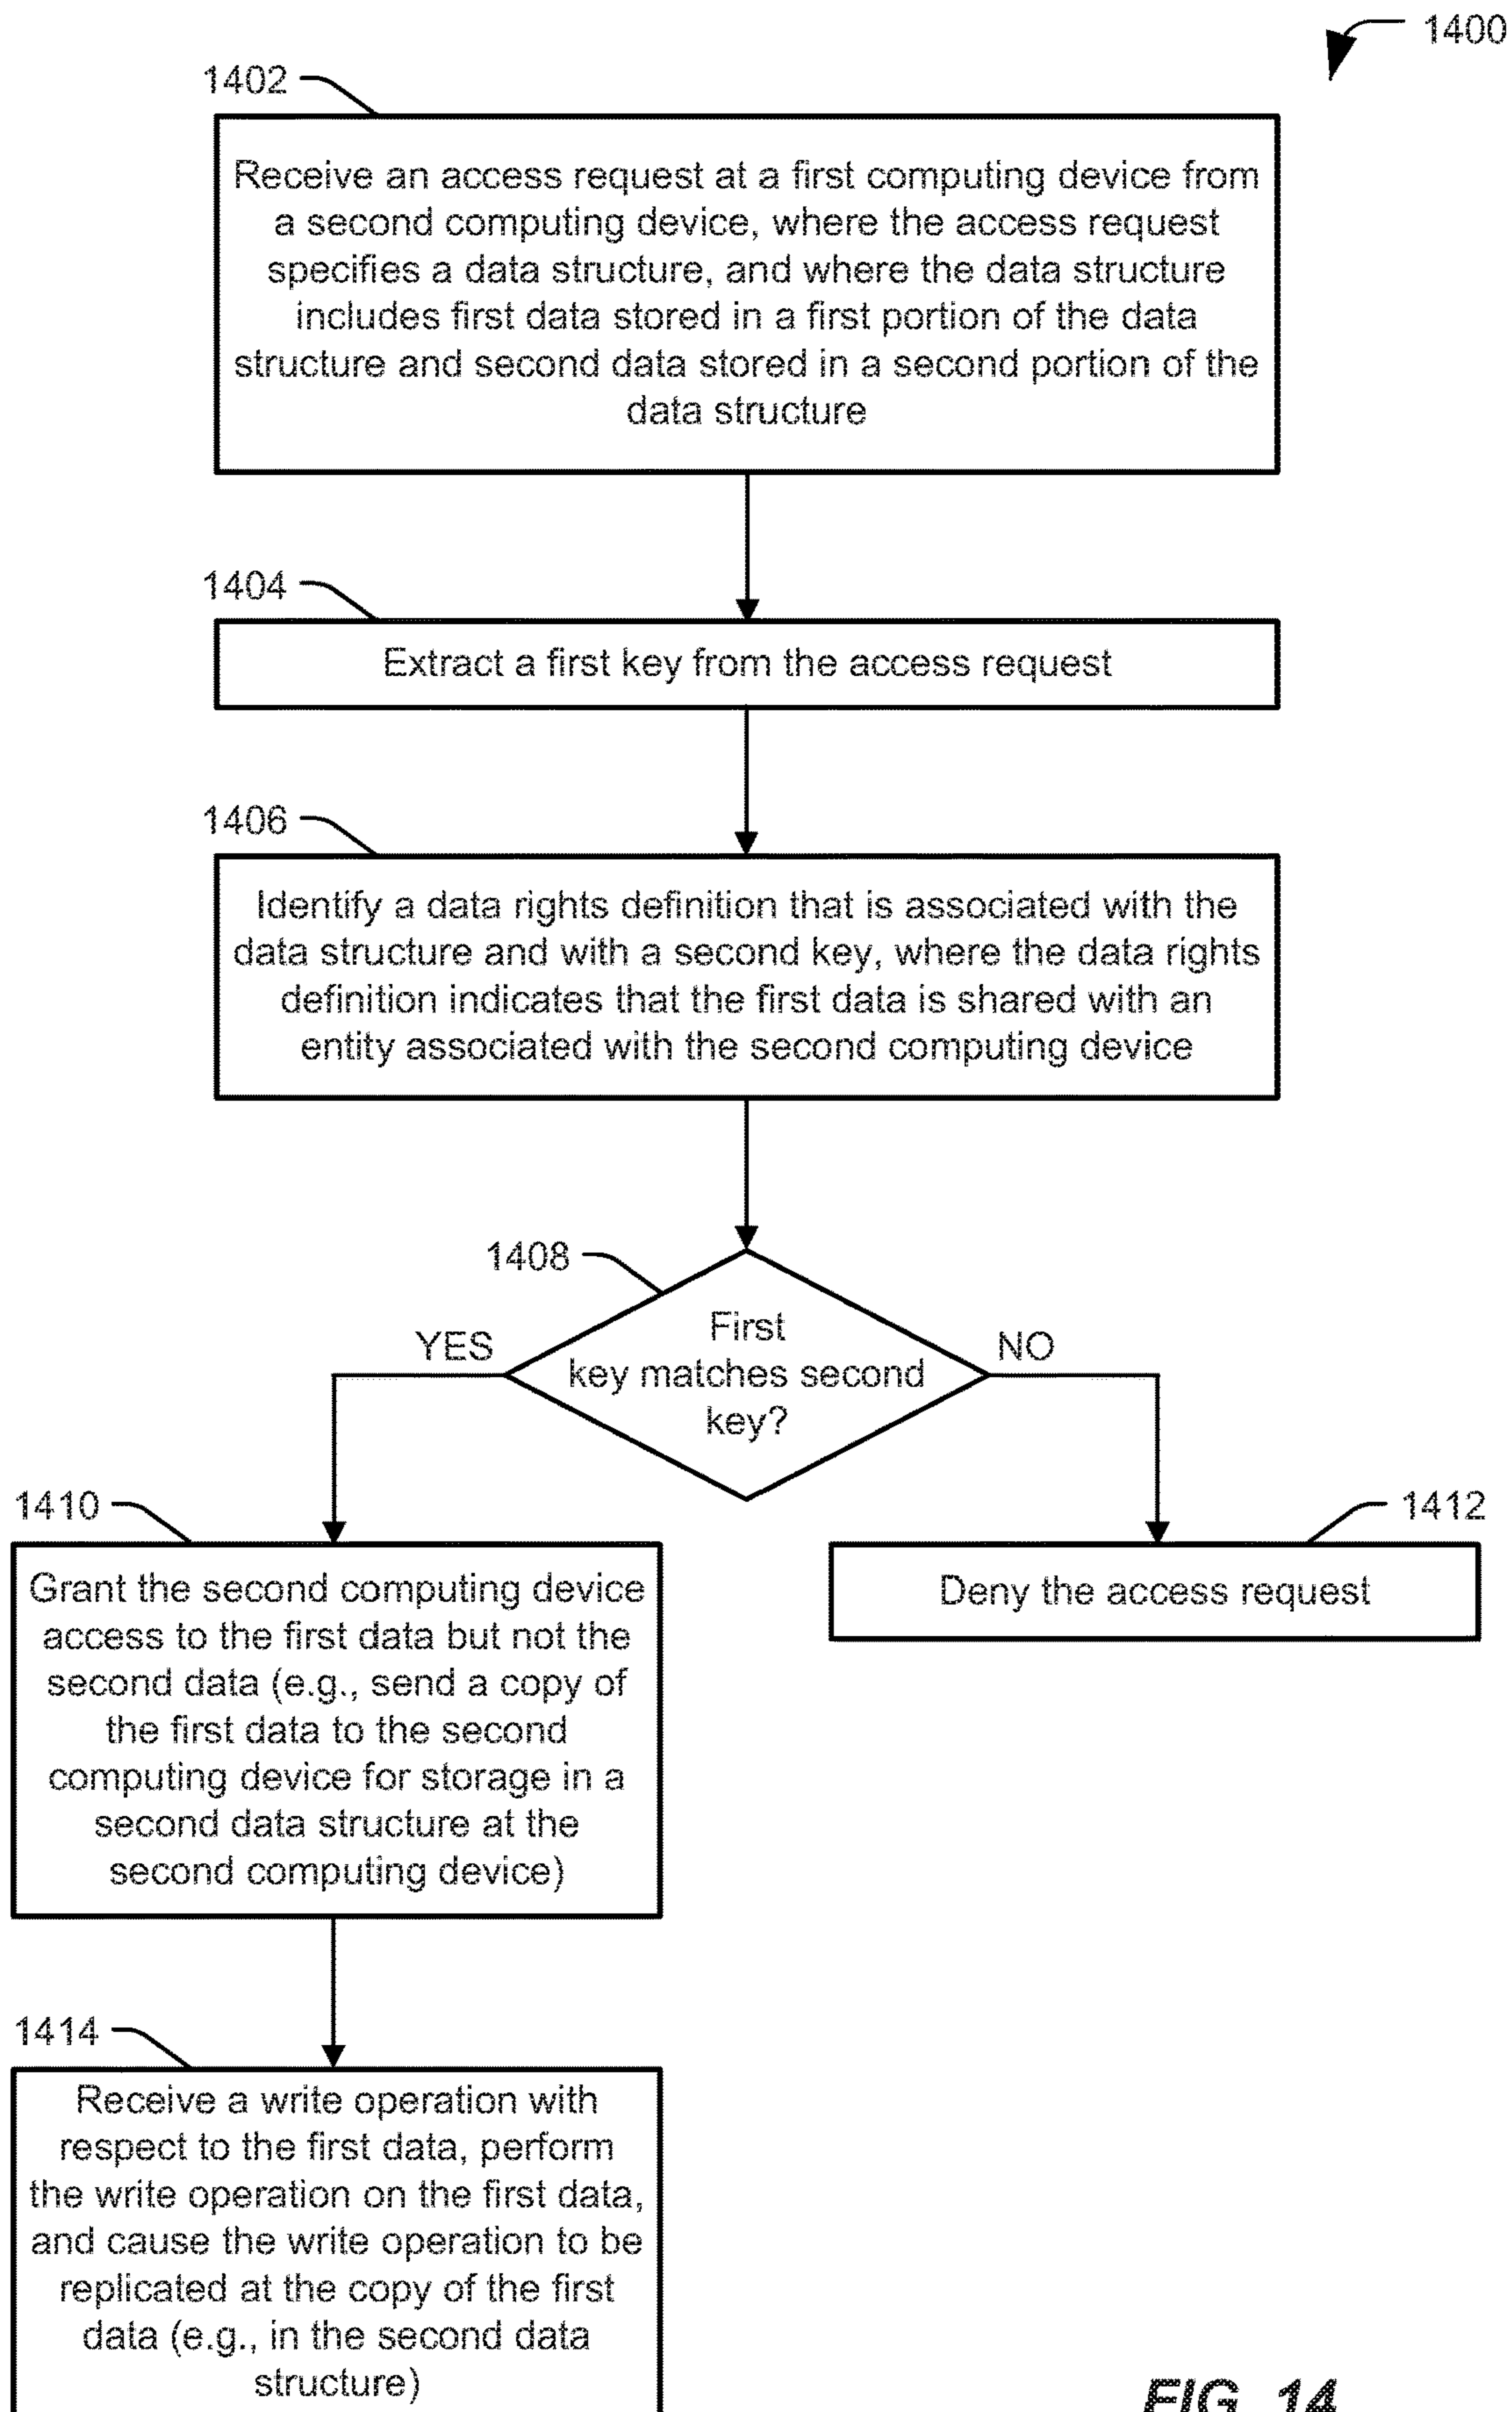 1400
1402
Receive an access request at a first computing device from
a second computing device, where the access request
specifies a data structure, and where the data structure
includes first data stored in a first portion of the data
structure and second data stored in a second portion of the
data structure
1404
Extract a first key from the access request
1406
Identify a data rights definition that is associated with the
data structure and with a second key, where the data rights
definition indicates that the first data is shared with an
entity associated with the second computing device
1408
First
key matches second
key?
YES
NO
1410
Grant the second computing device
access to the first data but not the
second data (e.g., send a copy of
the first data to the second
computing device for storage in a
second data structure at the
second computing device)
1412
Deny the access request
1414
Receive a write operation with
respect to the first data, perform
the write operation on the first data,
and cause the write operation to be
replicated at the copy of the first
data (e.g., in the second data
structure)
FIG. 14